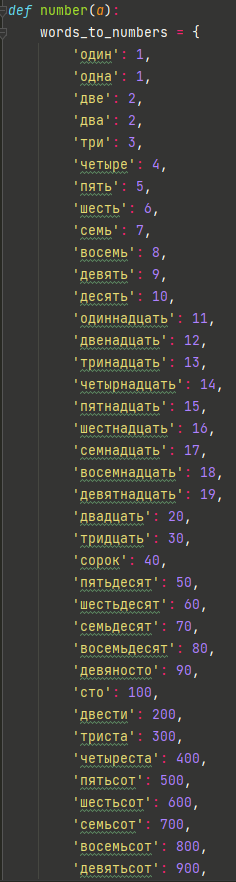 def number(a):
words_to_numbers = {
'один': 1,
'одна': 1,
'две': 2,
'два': 2,
'три': 3,
'четыре': 4,
'пять': 5,
'шесть': 6,
'семь': 7,
'восемь': 8,
'девять': 9,
'десять': 10,
'одиннадцать': 11,
'двенадцать': 12,
'тринадцать': 13,
'четырнадцать': 14,
'пятнадцать': 15,
'шестнадцать': 16,
'семнадцать': 17,
'восемнадцать': 18,
'девятнадцать': 19,
'двадцать': 20,
'тридцать': 30,
'сорок': 40,
'пятьдесят': 50,
'шестьдесят': 60,
'семьдесят': 70,
'восемьдесят': 80,
'девяносто': 90,
'сто': 100,
'двести': 200,
'триста': 300,
'четыреста': 400,
'пятьсот': 500,
'шестьсот': 600,
'семьсот': 700,
'восемьсот': 800,
'девятьсот': 900,